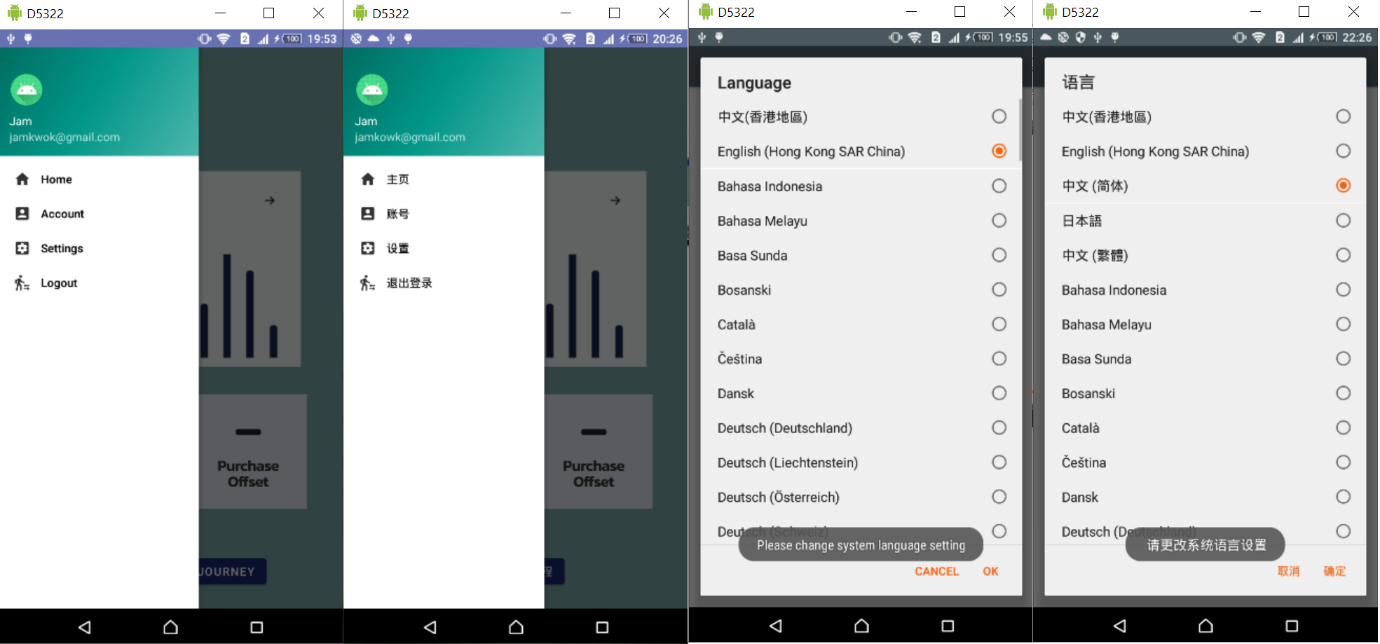 D5322
19:53
Jam
jamkwok@gmail.com
Home
Account
Settings
Logout
Purchase
Offset
JOURNEY
D5322
20:26
Jam
jamkowk@gmail.com
主页
账号
设置
退出登录
Purchase
Offset
程
D5322
19:55
Language
中文(香港地區)
English (Hong Kong SAR China)
Bahasa Indonesia
Bahasa Melayu
Basa Sunda
Bosanski
Català
Čeština
Dansk
Deutsch (Deutschland)
Deutsch (Liechtenstein)
Deutsch (Österreich)
Deutsch (Schweiz)
Please change system language setting
CANCEL OK
D5322
22:26
语言
中文(香港地區)
English (Hong Kong SAR China)
中文 (简体)
日本語
中文 (繁體)
Bahasa Indonesia
Bahasa Melayu
Basa Sunda
Bosanski
Català
Čeština
Dansk
Deutsch (Deutschland)
请更改系统语言设置
取消 确定